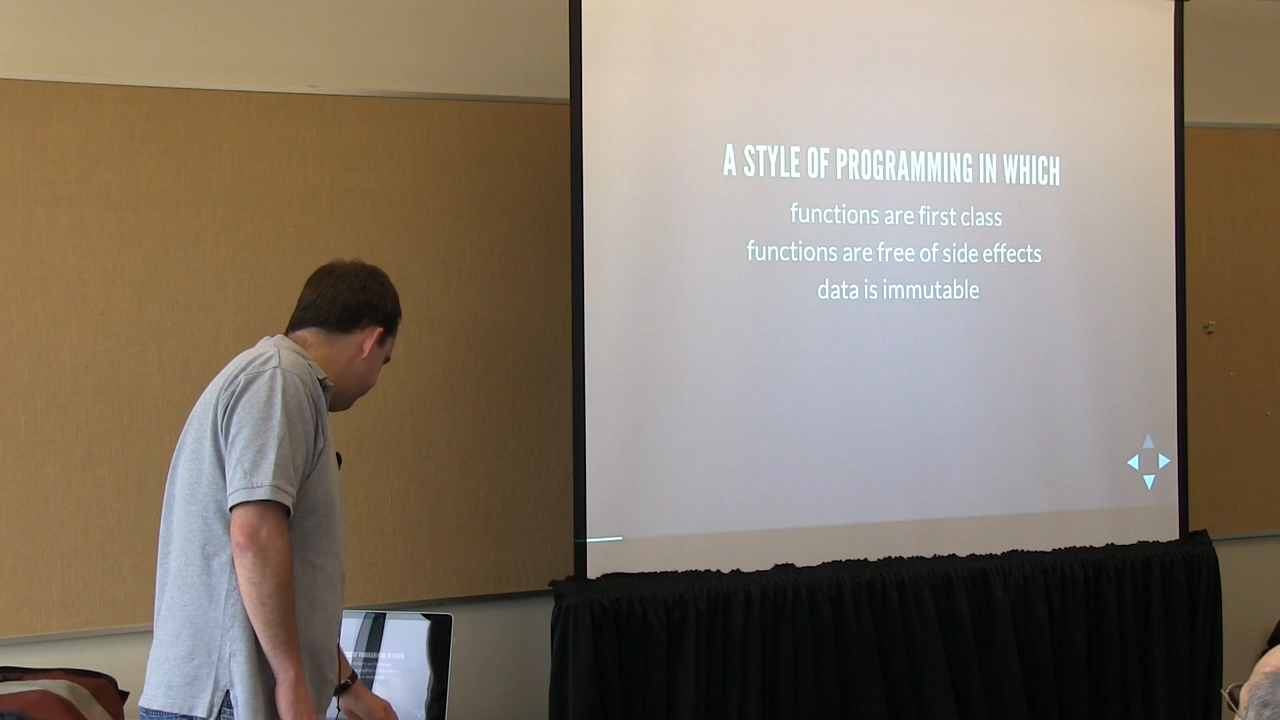 A STYLE OF PROGRAMMING IN WHICH
functions are first class
functions are free of side effects
data is immutable